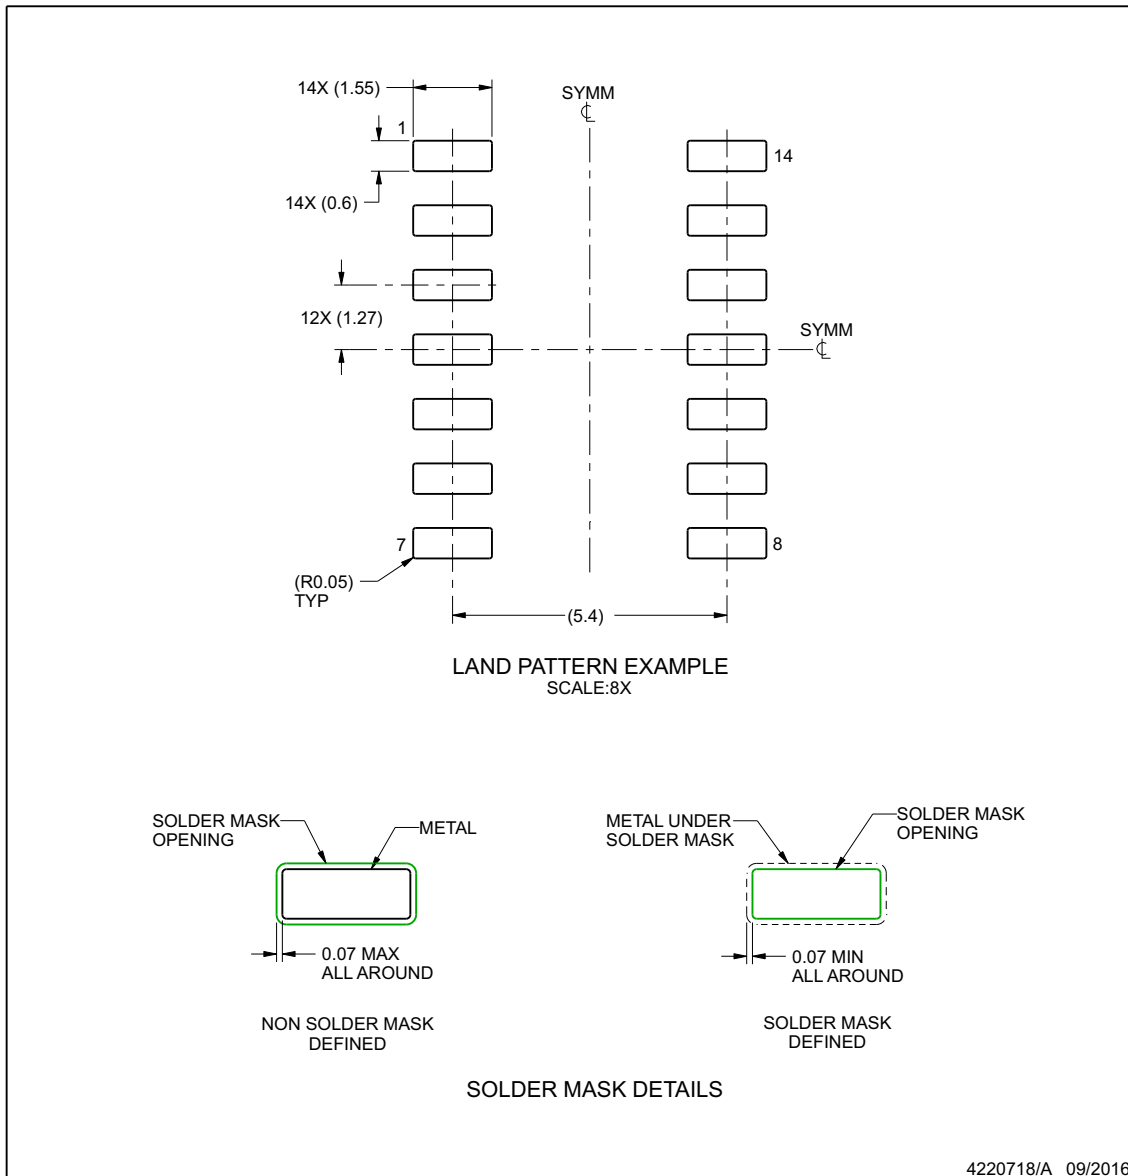 14X (1.55)
SYMM
℄
1
14
14X (0.6)
12X (1.27)
SYMM
℄
7
8
(R0.05)
TYP
(5.4)
LAND PATTERN EXAMPLE
SCALE:8X
SOLDER MASK
OPENING
METAL
0.07 MAX
ALL AROUND
NON SOLDER MASK
DEFINED
METAL UNDER
SOLDER MASK
SOLDER MASK
OPENING
0.07 MIN
ALL AROUND
SOLDER MASK
DEFINED
SOLDER MASK DETAILS
4220718/A 09/2016